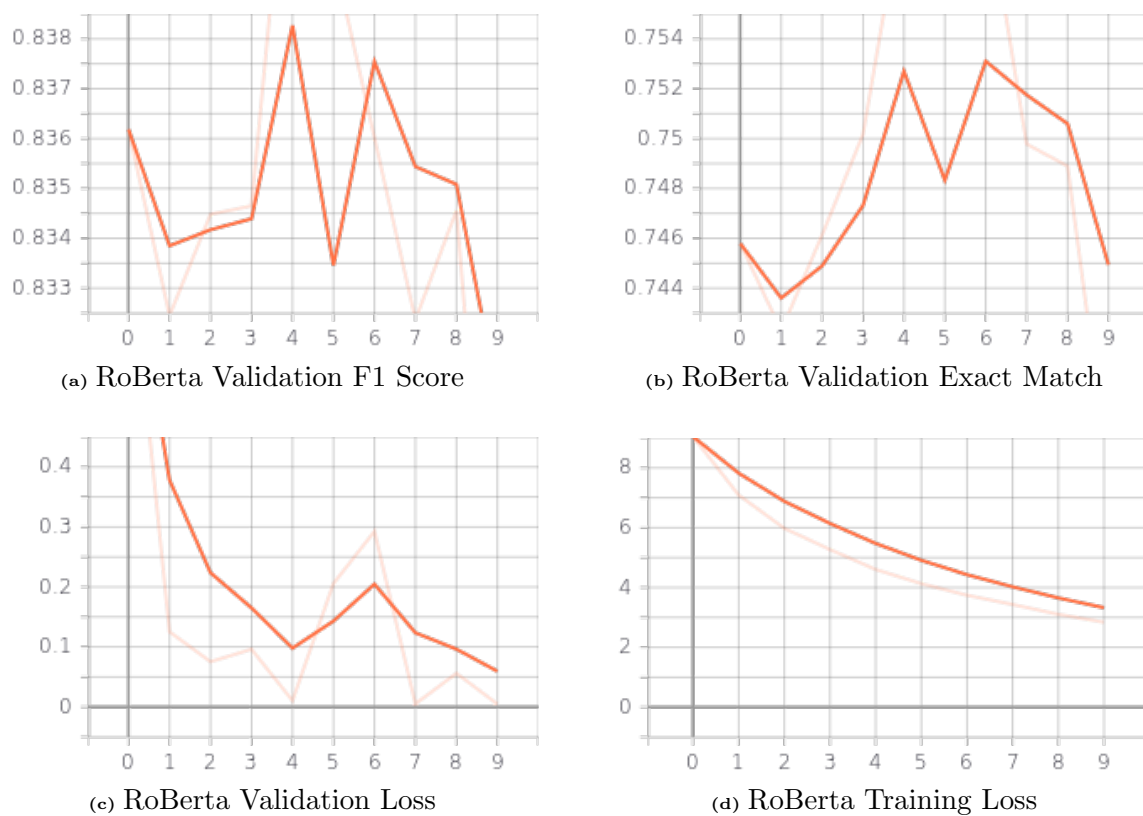 0.838
0.837
0.836
0.835
0.834
0.833
0 1 2 3 4 5 6 7 8 9
(a) RoBerta Validation F1 Score
0.754
0.752
0.75
0.748
0.746
0.744
0 1 2 3 4 5 6 7 8 9
(b) RoBerta Validation Exact Match
0.4
0.3
0.2
0.1
0
0 1 2 3 4 5 6 7 8 9
(c) RoBerta Validation Loss
8
6
4
2
0
0 1 2 3 4 5 6 7 8 9
(d) RoBerta Training Loss